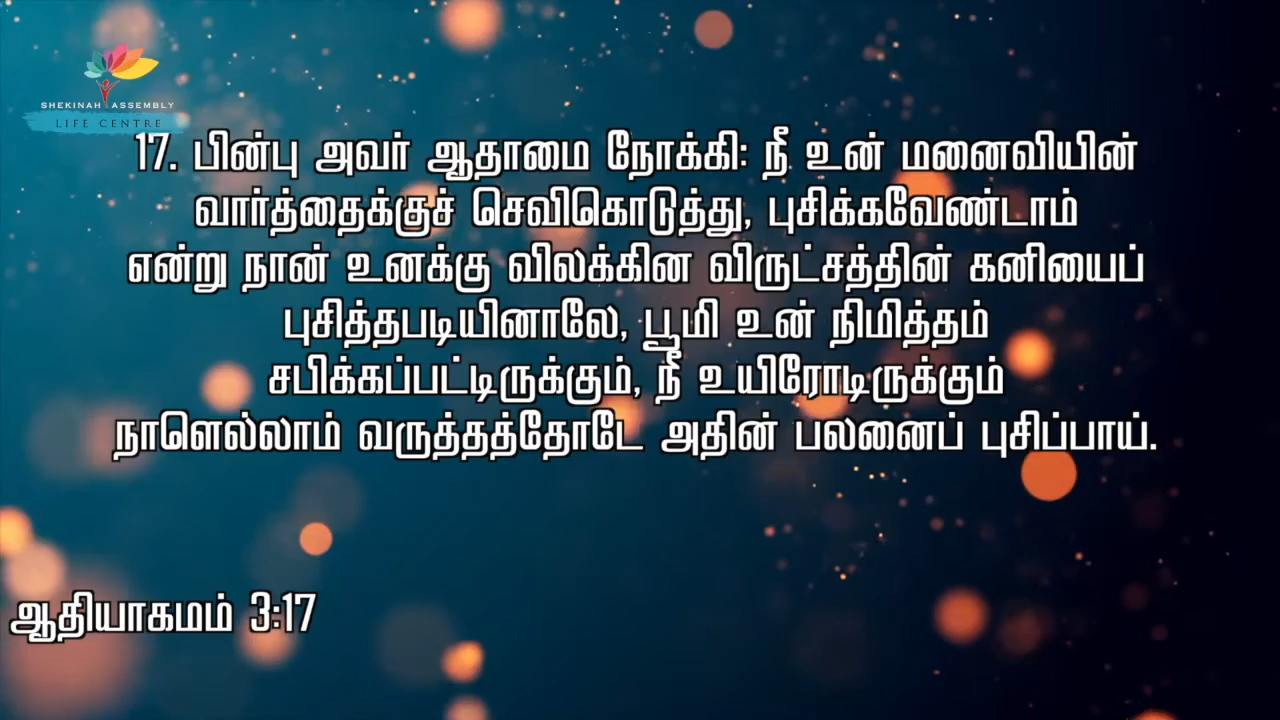 SHEKINAH ASSEMBLY
LIFE CENTRE
17. பின்பு அவர் ஆதாமை நோக்கி: நீ உன் மனைவியின்
வார்த்தைக்குச் செவிகொடுத்து, புசிக்கவேண்டாம்
என்று நான் உனக்கு விலக்கின விருட்சத்தின் கனியைப்
புசித்தபடியினாலே, பூமி உன் நிமித்தம்
சபிக்கப்பட்டிருக்கும், நீ உயிரோடிருக்கும்
நாளெல்லாம் வருத்தத்தோடே அதின் பலனைப் புசிப்பாய்.
ஆதியாகமம் 3:17